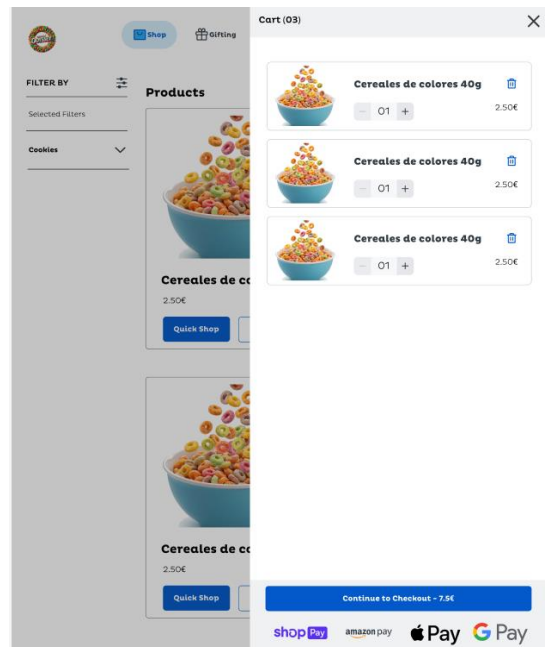 Shop
Gifting
FILTER BY
Selected Filters
Cookies
Products
Cereales de co
2.50€
Quick Shop
Cereales de co
2.50€
Quick Shop
Cart (03)
Cereales de colores 40g
01
2.50€
Cereales de colores 40g
01
2.50€
Cereales de colores 40g
01
2.50€
Continue to Checkout - 7.5€
shop Pay
amazon pay
Pay
G Pay